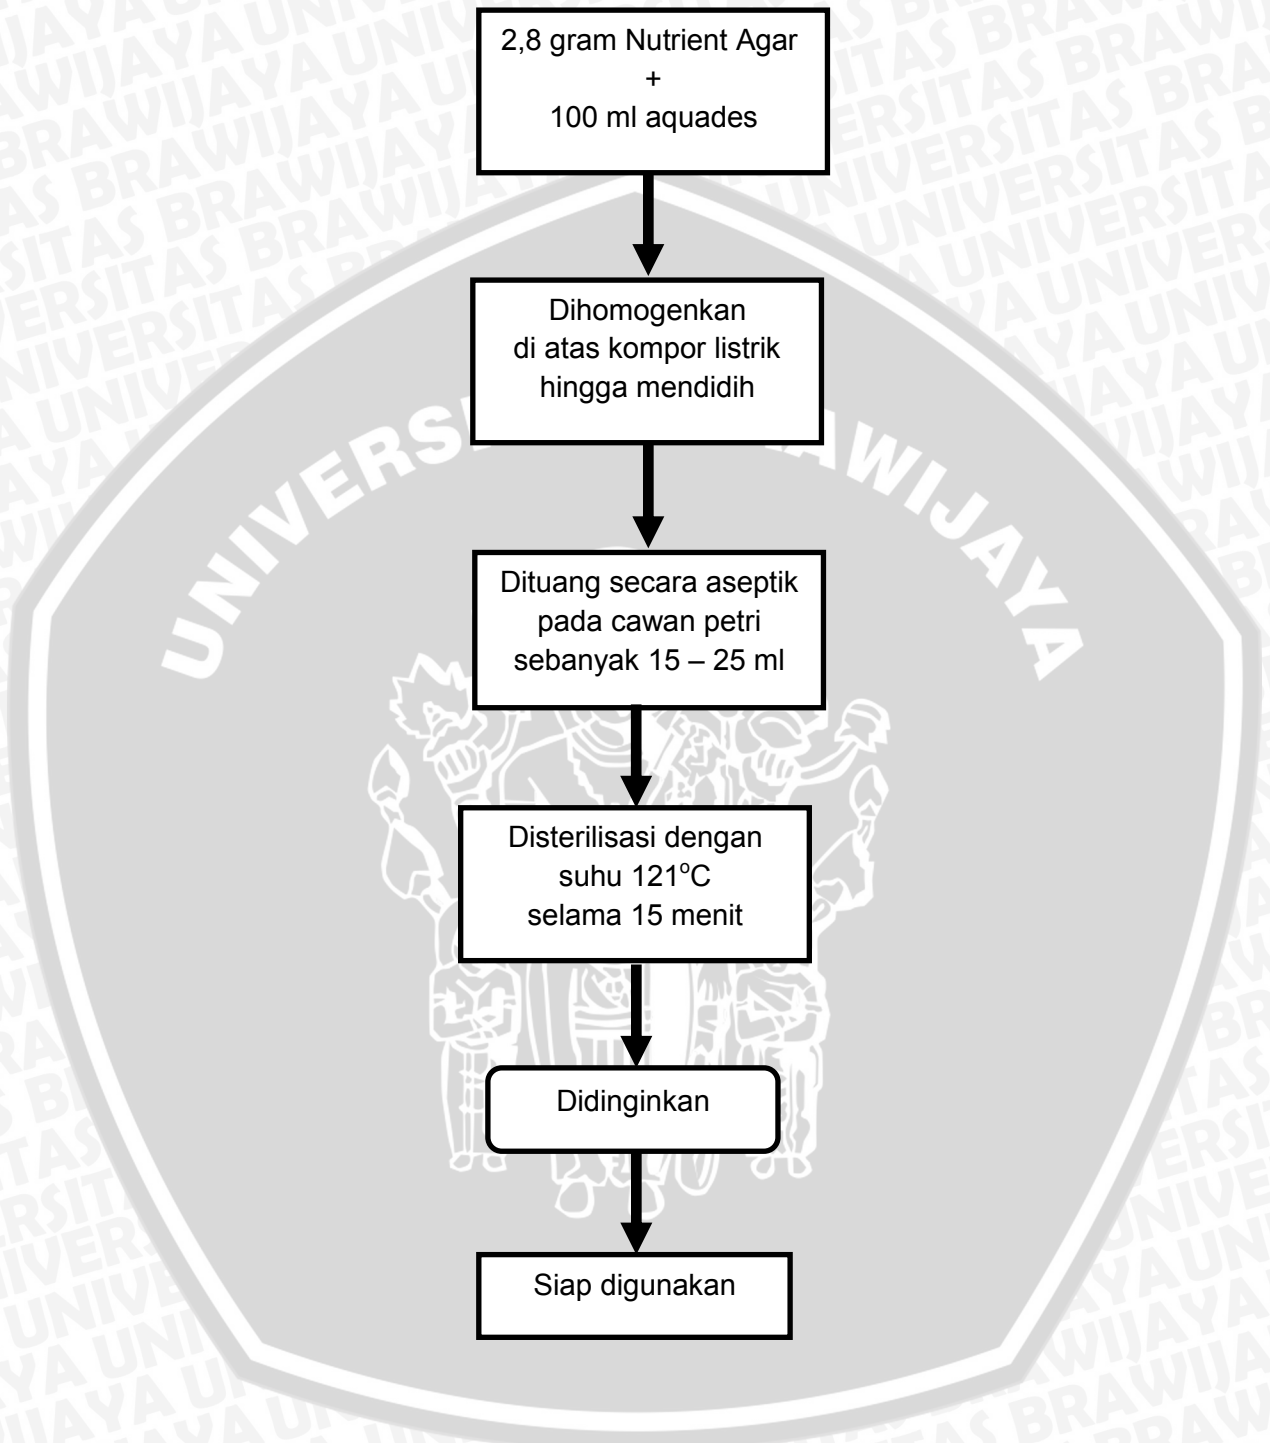 2,8 gram Nutrient Agar
+
100 ml aquades
Dihomogenkan
di atas kompor listrik
hingga mendidih
Dituang secara aseptik
pada cawan petri
sebanyak 15 – 25 ml
Disterilisasi dengan
suhu 121°C
selama 15 menit
Didinginkan
Siap digunakan